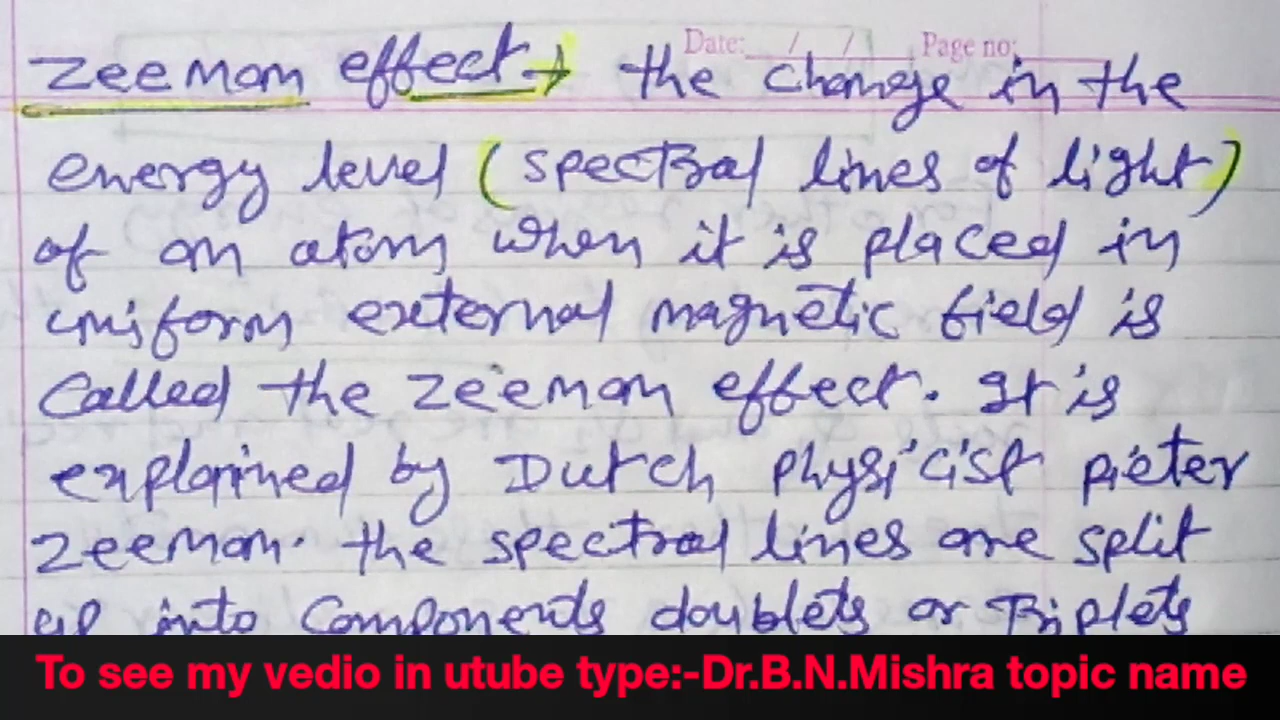 Date: / / Page no:
Zeeman effect → the change in the
energy level (spectral lines of light)
of an atom when it is placed in
uniform external magnetic field is
called the Zeeman effect. It is
explained by Dutch physicist pieter
Zeeman. the spectral lines are split
up into Components doublets or Triplets
To see my vedio in utube type:-Dr.B.N.Mishra topic name